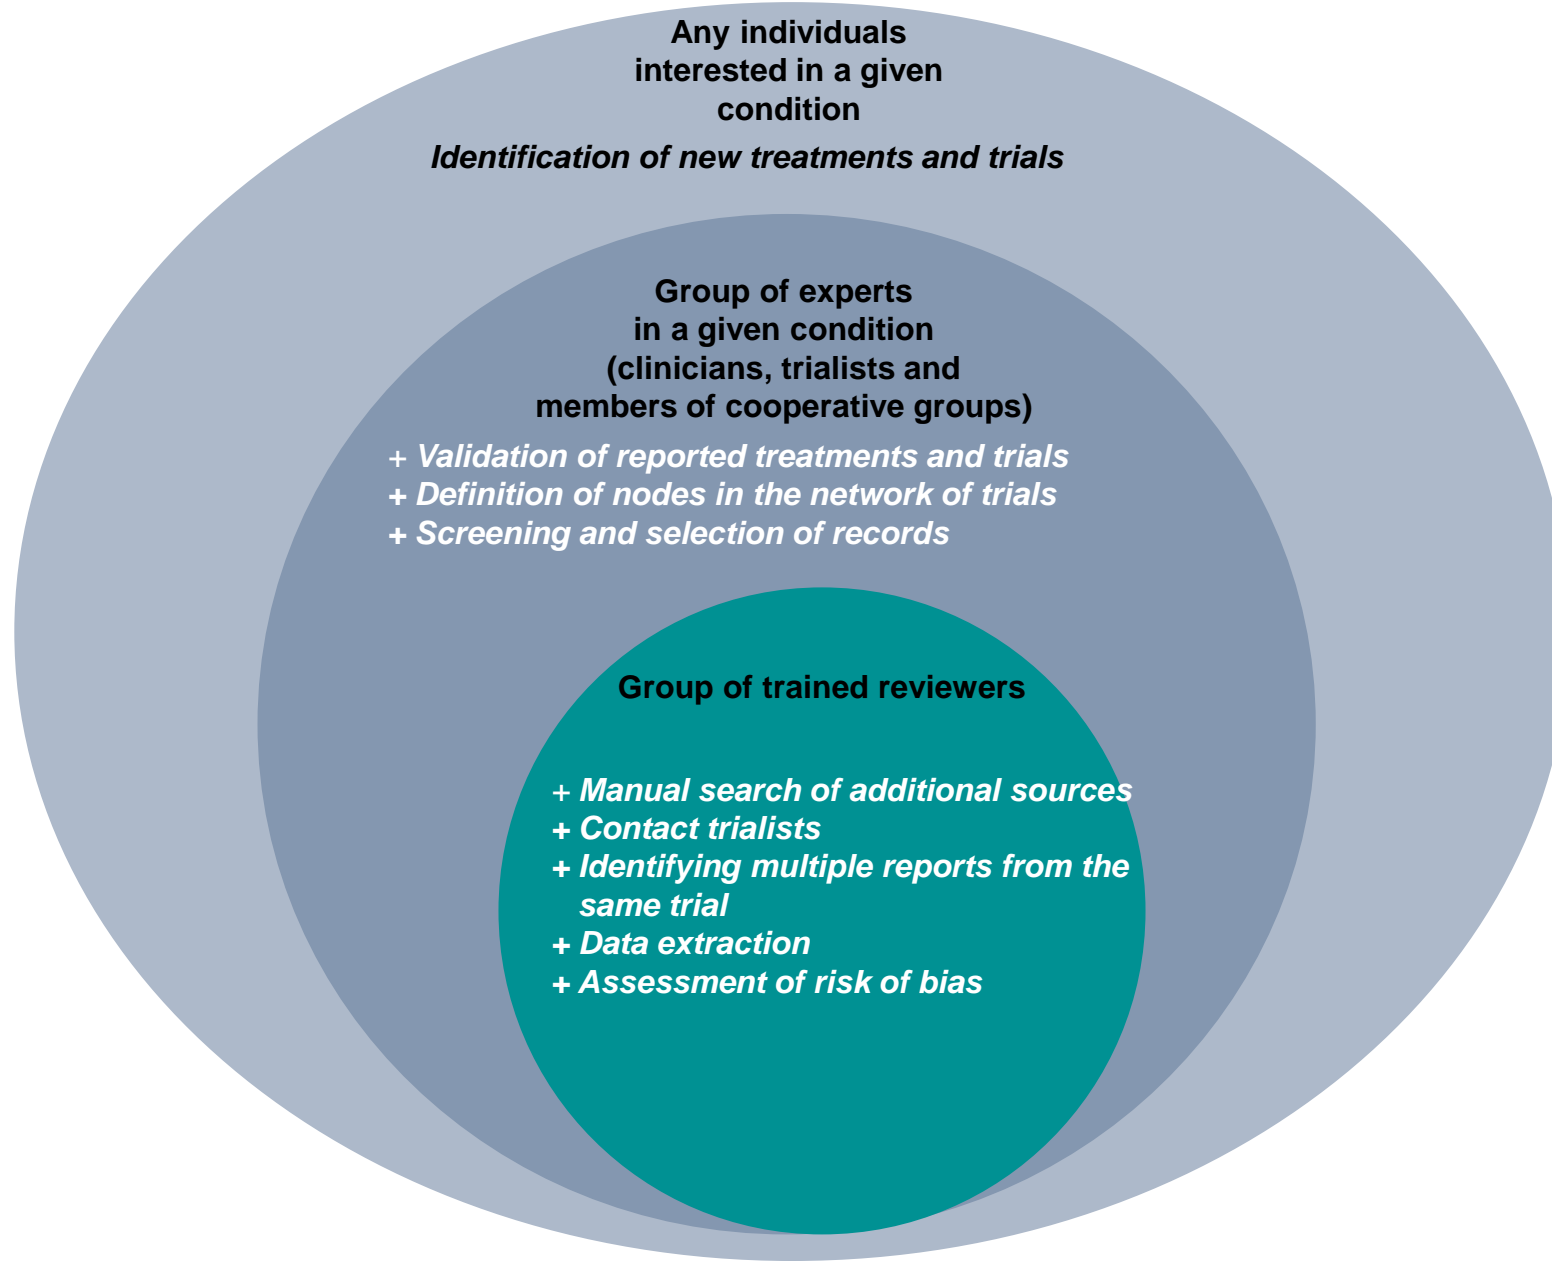 Any individuals
interested in a given
condition
Identification of new treatments and trials
Group of experts
in a given condition
(clinicians, trialists and
members of cooperative groups)
+ Validation of reported treatments and trials
+ Definition of nodes in the network of trials
+ Screening and selection of records
Group of trained reviewers
+ Manual search of additional sources
+ Contact trialists
+ Identifying multiple reports from the
same trial
+ Data extraction
+ Assessment of risk of bias